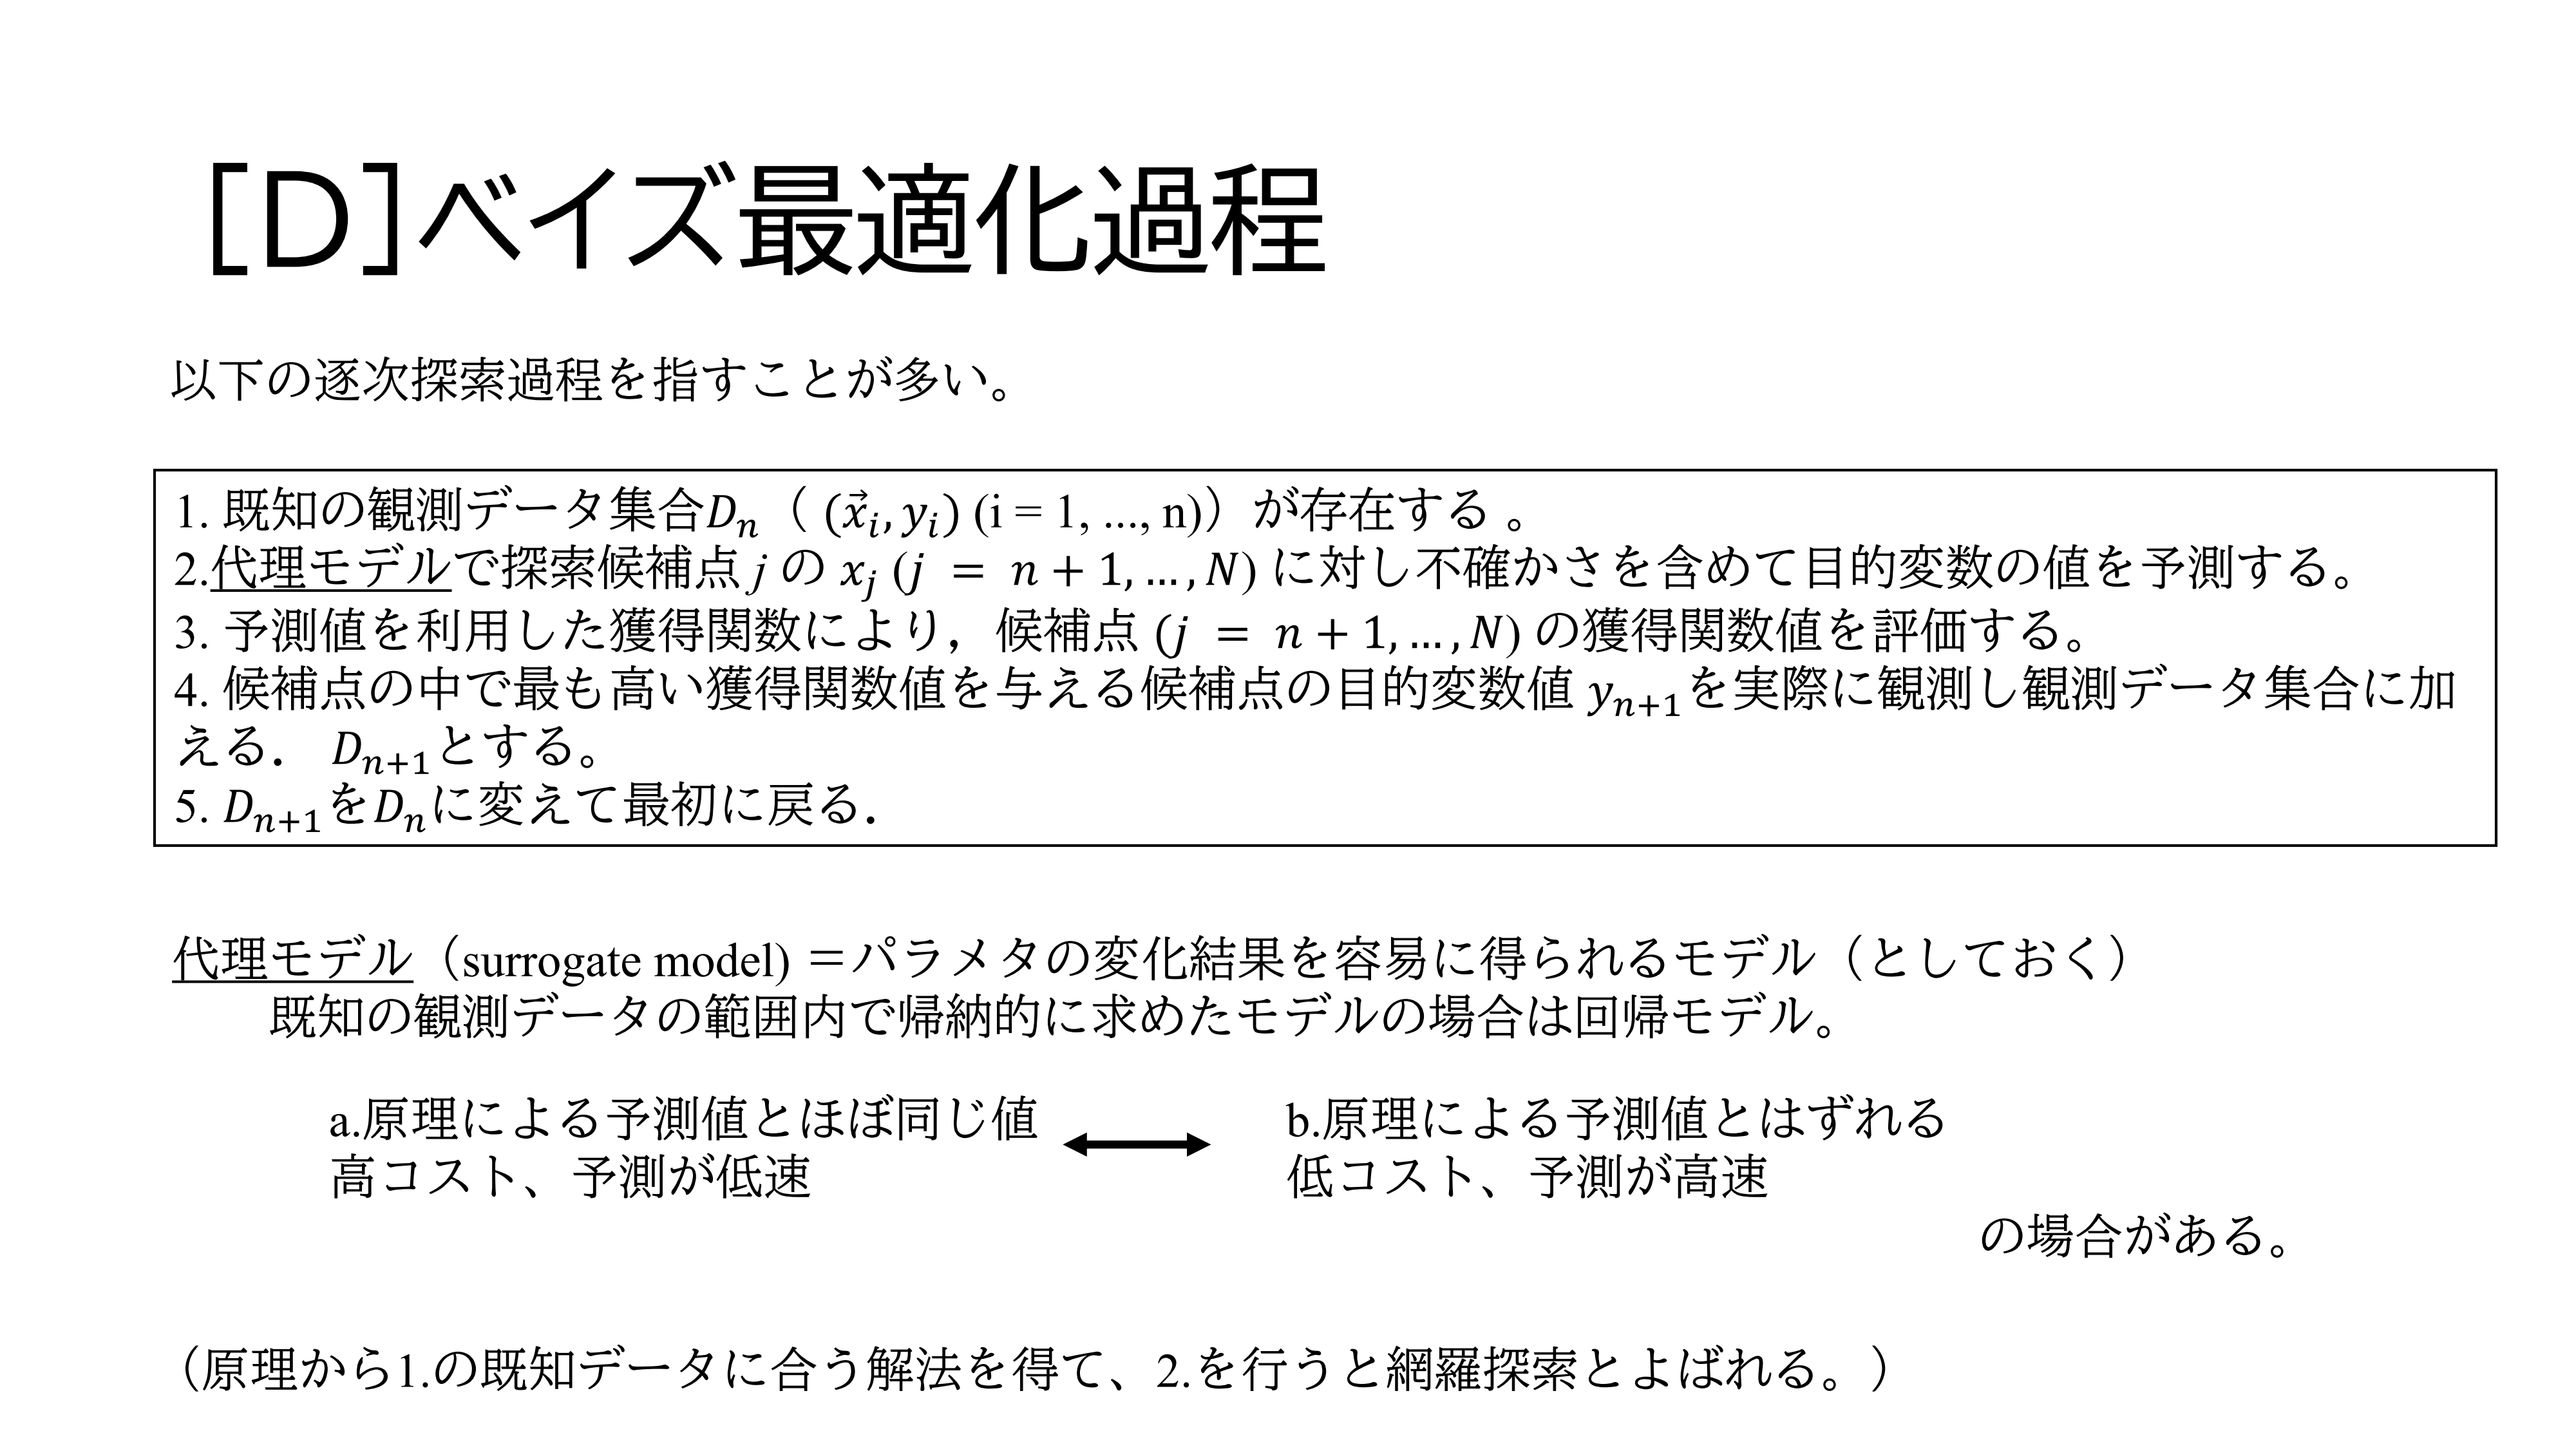 [D]ベイズ最適化過程
以下の逐次探索過程を指すことが多い。
1. 既知の観測データ集合Dₙ（ (x⃗ᵢ, yᵢ) (i = 1, ..., n)）が存在する 。
2.代理モデルで探索候補点 j の xⱼ (j = n + 1, … , N) に対し不確かさを含めて目的変数の値を予測する。
3. 予測値を利用した獲得関数により，候補点 (j = n + 1, … , N) の獲得関数値を評価する。
4. 候補点の中で最も高い獲得関数値を与える候補点の目的変数値 yₙ₊₁を実際に観測し観測データ集合に加
える． Dₙ₊₁とする。
5. Dₙ₊₁をDₙに変えて最初に戻る．
代理モデル（surrogate model) ＝パラメタの変化結果を容易に得られるモデル（としておく）
既知の観測データの範囲内で帰納的に求めたモデルの場合は回帰モデル。
a.原理による予測値とほぼ同じ値
高コスト、予測が低速
b.原理による予測値とはずれる
低コスト、予測が高速
の場合がある。
（原理から1.の既知データに合う解法を得て、2.を行うと網羅探索とよばれる。）